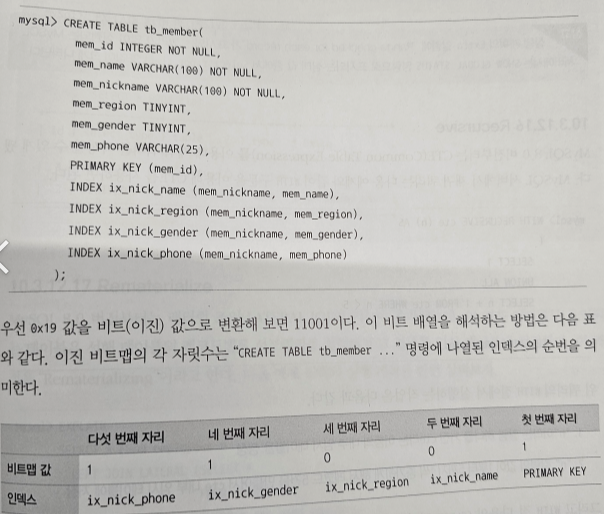 mysql> CREATE TABLE tb_member(
mem_id INTEGER NOT NULL,
mem_name VARCHAR(100) NOT NULL,
mem_nickname VARCHAR(100) NOT NULL,
mem_region TINYINT,
mem_gender TINYINT,
mem_phone VARCHAR(25),
PRIMARY KEY (mem_id),
INDEX ix_nick_name (mem_nickname, mem_name),
INDEX ix_nick_region (mem_nickname, mem_region),
INDEX ix_nick_gender (mem_nickname, mem_gender),
INDEX ix_nick_phone (mem_nickname, mem_phone)
);
우선 0x19 값을 비트(이진) 값으로 변환해 보면 11001이다. 이 비트 배열을 해석하는 방법은 다음 표
와 같다. 이진 비트맵의 각 자릿수는 "CREATE TABLE tb_member ..." 명령에 나열된 인덱스의 순번을 의
미한다.
다섯 번째 자리 네 번째 자리 세 번째 자리 두 번째 자리 첫 번째 자리
비트맵 값 1 1 0 0 1
인덱스 ix_nick_phone ix_nick_gender ix_nick_region ix_nick_name PRIMARY KEY